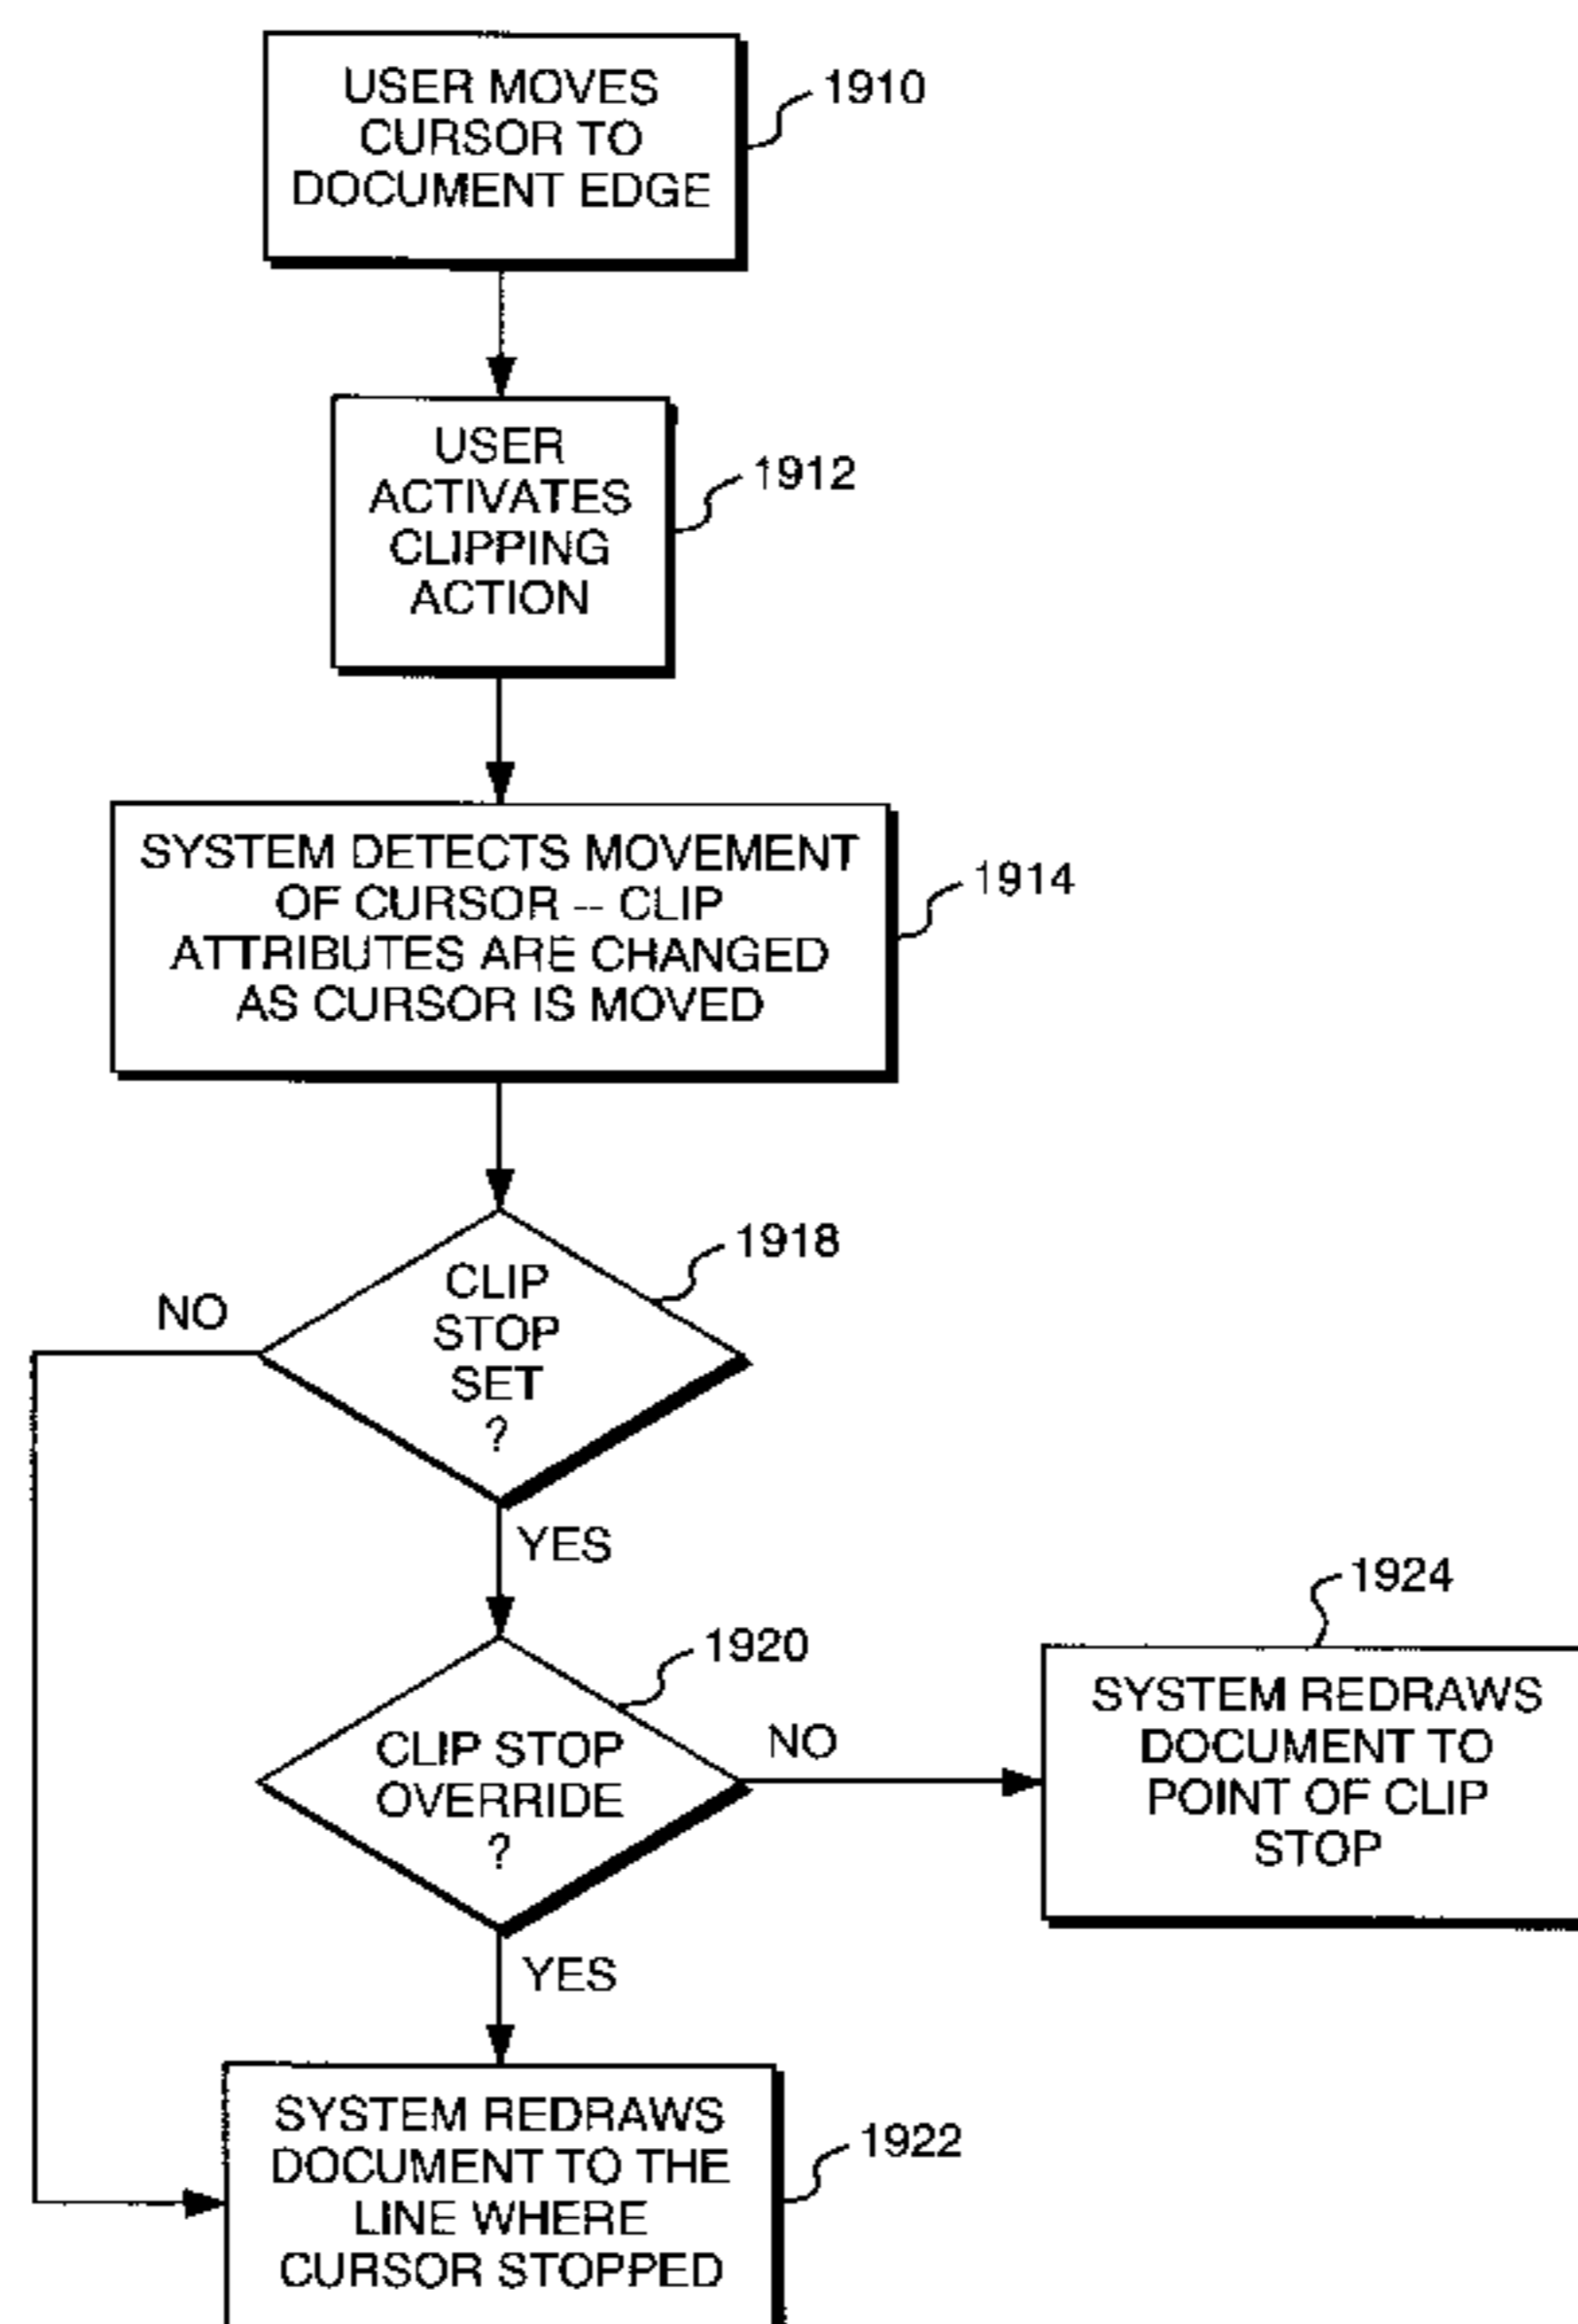 USER MOVES
CURSOR TO
DOCUMENT EDGE
1910
USER
ACTIVATES
CLIPPING
ACTION
1912
SYSTEM DETECTS MOVEMENT
OF CURSOR -- CLIP
ATTRIBUTES ARE CHANGED
AS CURSOR IS MOVED
1914
CLIP
STOP
SET
?
1918
NO
YES
CLIP STOP
OVERRIDE
?
1920
NO
YES
SYSTEM REDRAWS
DOCUMENT TO
POINT OF CLIP
STOP
1924
SYSTEM REDRAWS
DOCUMENT TO THE
LINE WHERE
CURSOR STOPPED
1922